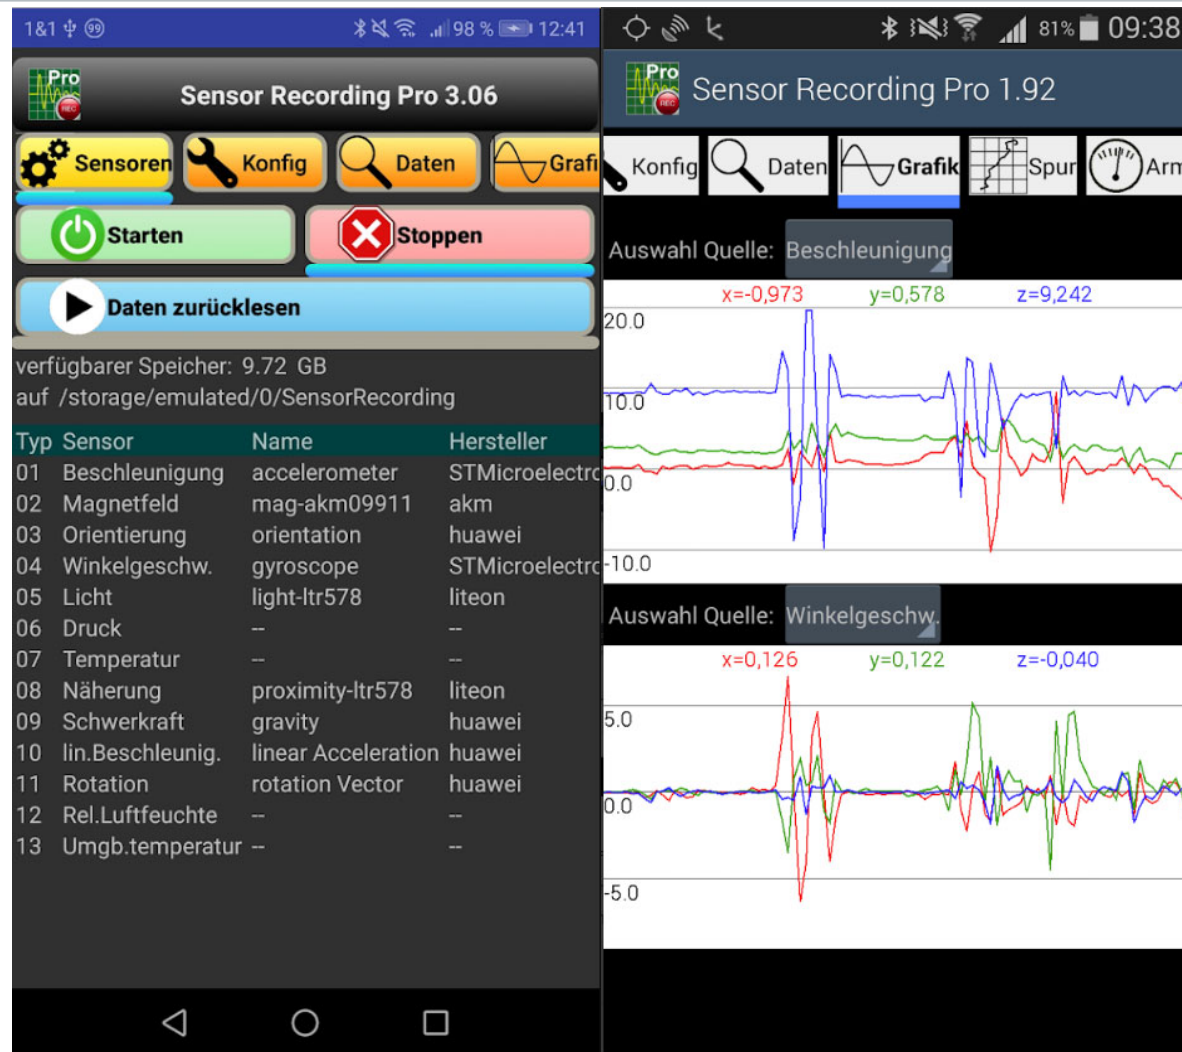 1&1 99 98 % 12:41
Pro
REC
Sensor Recording Pro 3.06
Sensoren Konfig Daten Grafi
Starten Stoppen
Daten zurücklesen
verfügbarer Speicher: 9.72 GB
auf /storage/emulated/0/SensorRecording
Typ Sensor Name Hersteller
01 Beschleunigung accelerometer STMicroelectro
02 Magnetfeld mag-akm09911 akm
03 Orientierung orientation huawei
04 Winkelgeschw. gyroscope STMicroelectro
05 Licht light-ltr578 liteon
06 Druck -- --
07 Temperatur -- --
08 Näherung proximity-ltr578 liteon
09 Schwerkraft gravity huawei
10 lin.Beschleunig. linear Acceleration huawei
11 Rotation rotation Vector huawei
12 Rel.Luftfeuchte -- --
13 Umgb.temperatur -- --
81% 09:38
Pro
REC
Sensor Recording Pro 1.92
Konfig Daten Grafik Spur Arm
Auswahl Quelle: Beschleunigung
x=-0,973 y=0,578 z=9,242
20.0
10.0
0.0
-10.0
Auswahl Quelle: Winkelgeschw.
x=0,126 y=0,122 z=-0,040
5.0
0.0
-5.0